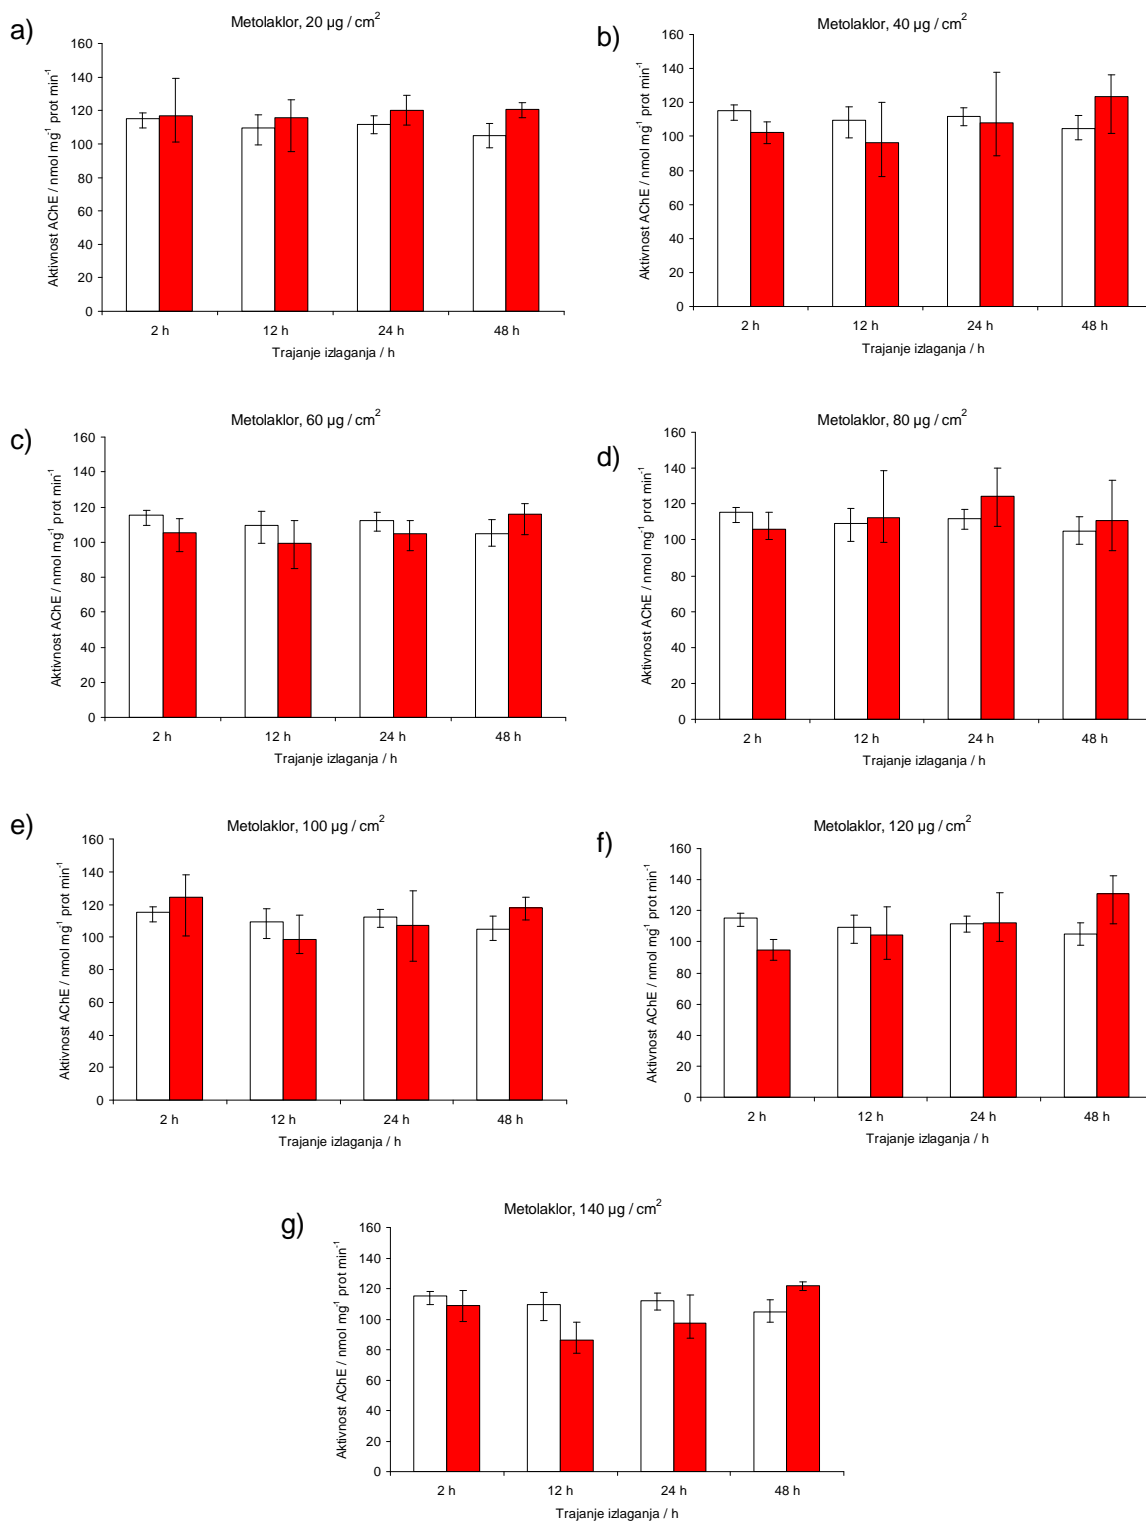 a)
Metolaklor, 20 µg / cm²
Aktivnost AChE / nmol mg⁻¹ prot min⁻¹
160
140
120
100
80
60
40
20
0
2 h 12 h 24 h 48 h
Trajanje izlaganja / h
b)
Metolaklor, 40 µg / cm²
Aktivnost AChE / nmol mg⁻¹ prot min⁻¹
160
140
120
100
80
60
40
20
0
2 h 12 h 24 h 48 h
Trajanje izlaganja / h
c)
Metolaklor, 60 µg / cm²
Aktivnost AChE / nmol mg⁻¹ prot min⁻¹
160
140
120
100
80
60
40
20
0
2 h 12 h 24 h 48 h
Trajanje izlaganja / h
d)
Metolaklor, 80 µg / cm²
Aktivnost AChE / nmol mg⁻¹ prot min⁻¹
160
140
120
100
80
60
40
20
0
2 h 12 h 24 h 48 h
Trajanje izlaganja / h
e)
Metolaklor, 100 µg / cm²
Aktivnost AChE / nmol mg⁻¹ prot min⁻¹
160
140
120
100
80
60
40
20
0
2 h 12 h 24 h 48 h
Trajanje izlaganja / h
f)
Metolaklor, 120 µg / cm²
Aktivnost AChE / nmol mg⁻¹ prot min⁻¹
160
140
120
100
80
60
40
20
0
2 h 12 h 24 h 48 h
Trajanje izlaganja / h
g)
Metolaklor, 140 µg / cm²
Aktivnost AChE / nmol mg⁻¹ prot min⁻¹
160
140
120
100
80
60
40
20
0
2 h 12 h 24 h 48 h
Trajanje izlaganja / h